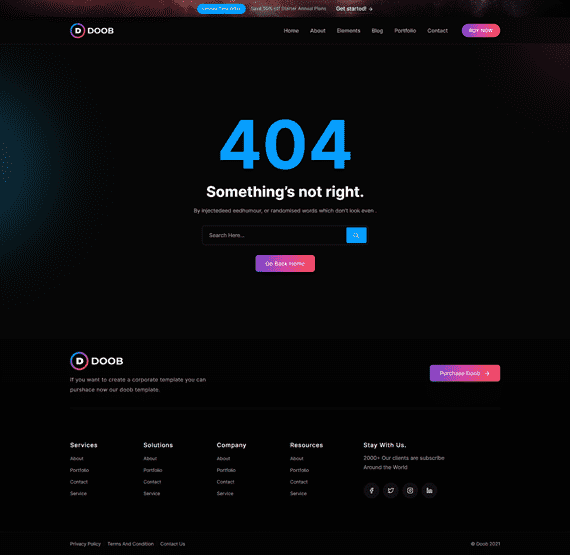 Save 30% off Starter Annual Plans Get started! →
DOOB
Home About Elements Blog Portfolio Contact BUY NOW
404
Something's not right.
By injectedeed eedhumour, or randomised words which don't look even .
Search Here...
Go Back Home
DOOB
If you want to create a corporate template you can
purshace now our doob template.
Purchase Doob →
Services Solutions Company Resources Stay With Us.
About About About About 2000+ Our clients are subscribe
Around the World
Portfolio Portfolio Portfolio Portfolio
Contact Contact Contact Contact
Service Service Service Service
Privacy Policy Terms And Condition Contact Us © Doob 2021